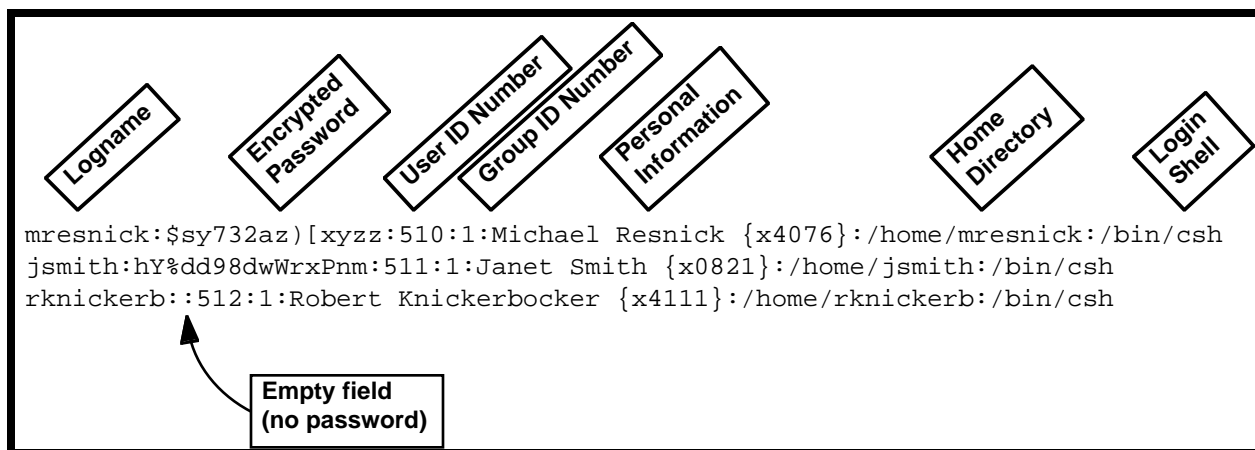 Logname
Encrypted
Password
User ID Number
Group ID Number
Personal
Information
Home
Directory
Login
Shell
mresnick:$sy732az)[xyzz:510:1:Michael Resnick {x4076}:/home/mresnick:/bin/csh
jsmith:hY%dd98dwWrxPnm:511:1:Janet Smith {x0821}:/home/jsmith:/bin/csh
rknickerb::512:1:Robert Knickerbocker {x4111}:/home/rknickerb:/bin/csh
Empty field
(no password)